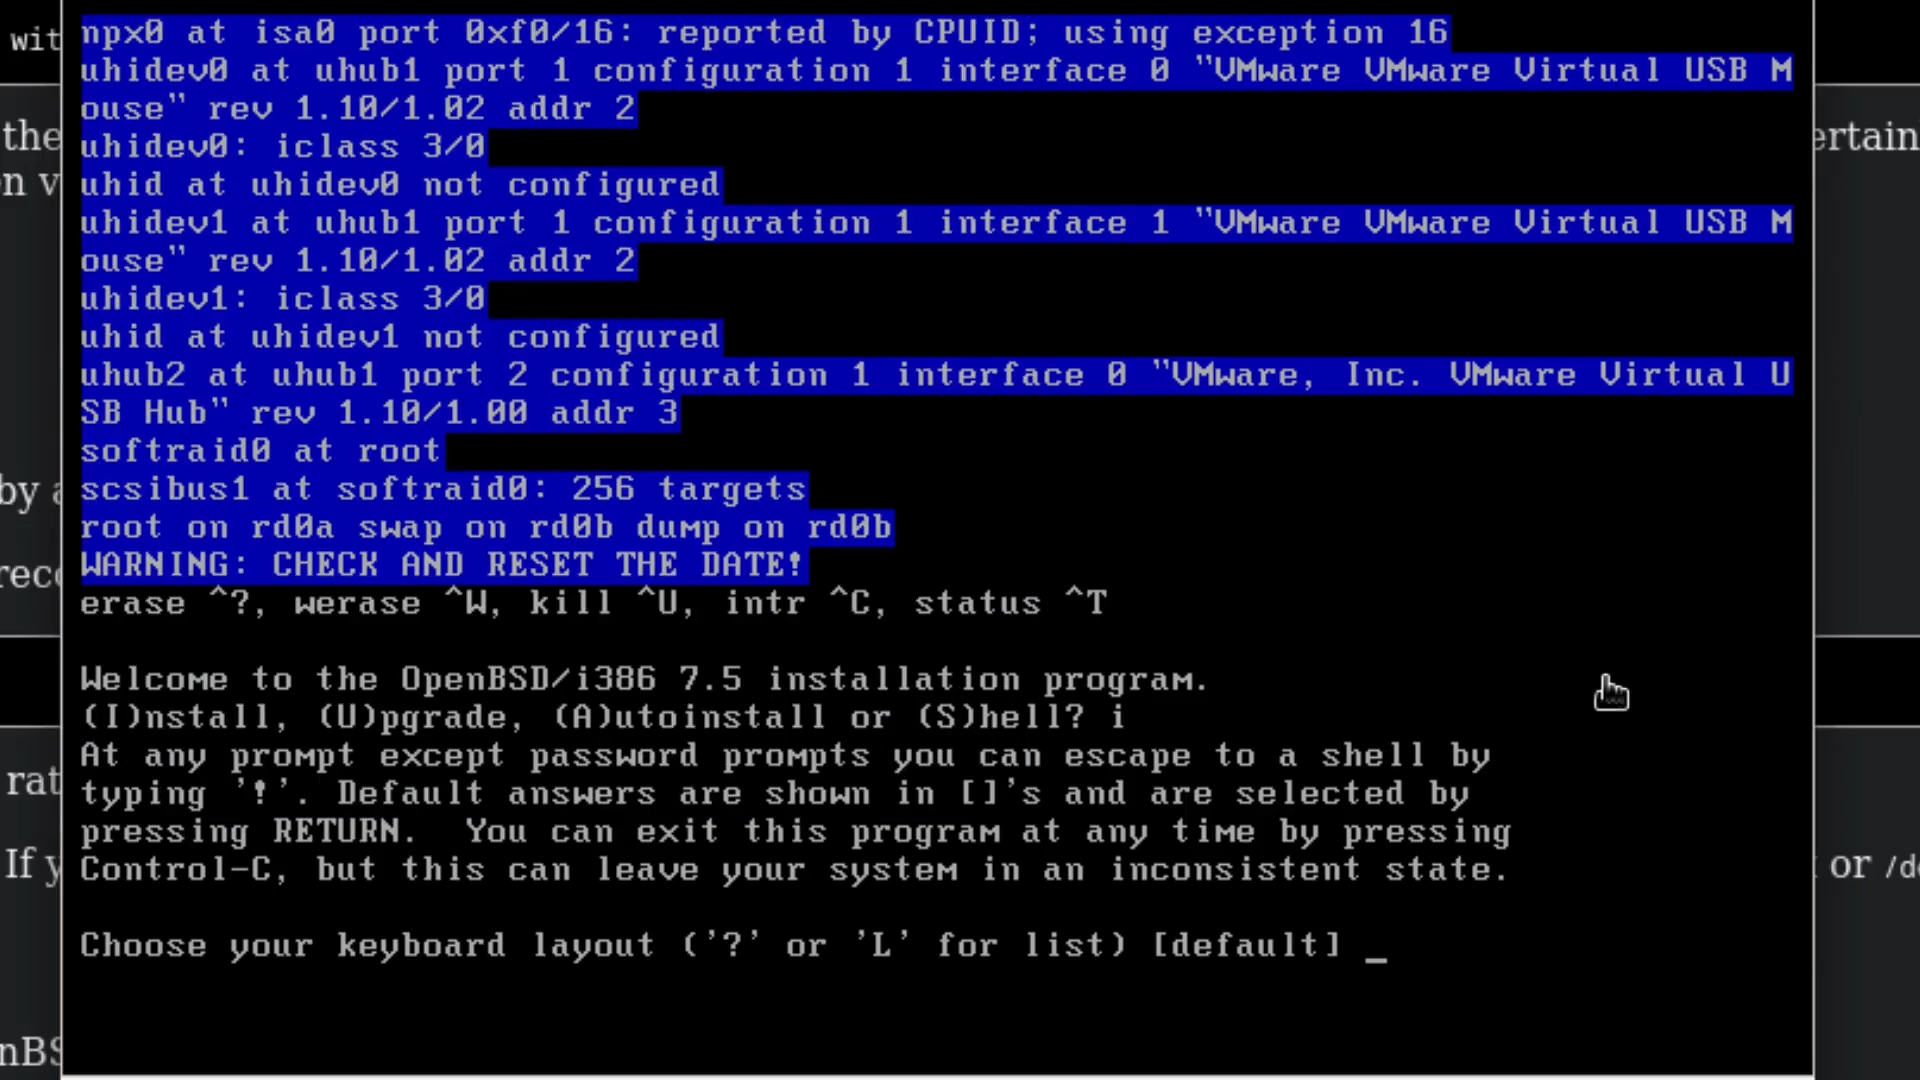 npx0 at isa0 port 0xf0/16: reported by CPUID; using exception 16
uhidev0 at uhub1 port 1 configuration 1 interface 0 "VMware VMware Virtual USB M
ouse" rev 1.10/1.02 addr 2
uhidev0: iclass 3/0
uhid at uhidev0 not configured
uhidev1 at uhub1 port 1 configuration 1 interface 1 "VMware VMware Virtual USB M
ouse" rev 1.10/1.02 addr 2
uhidev1: iclass 3/0
uhid at uhidev1 not configured
uhub2 at uhub1 port 2 configuration 1 interface 0 "VMware, Inc. VMware Virtual U
SB Hub" rev 1.10/1.00 addr 3
softraid0 at root
scsibus1 at softraid0: 256 targets
root on rd0a swap on rd0b dump on rd0b
WARNING: CHECK AND RESET THE DATE!
erase ^?, werase ^W, kill ^U, intr ^C, status ^T
Welcome to the OpenBSD/i386 7.5 installation program.
(I)nstall, (U)pgrade, (A)utoinstall or (S)hell? i
At any prompt except password prompts you can escape to a shell by
typing '!'. Default answers are shown in []'s and are selected by
pressing RETURN.  You can exit this program at any time by pressing
Control-C, but this can leave your system in an inconsistent state.
Choose your keyboard layout ('?' or 'L' for list) [default] _
wit
the
n v
by
rec
rat
If y
nBS
ertain
or /d